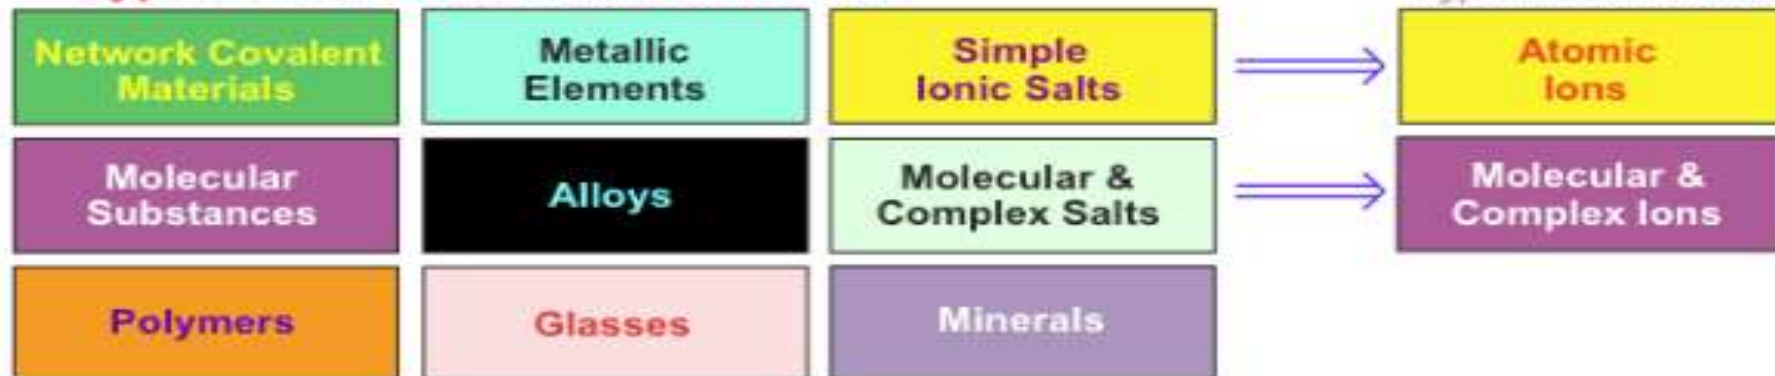 Network Covalent
Materials
Metallic
Elements
Simple
Ionic Salts
Atomic
Ions
Molecular
Substances
Alloys
Molecular &
Complex Salts
Molecular &
Complex Ions
Polymers
Glasses
Minerals